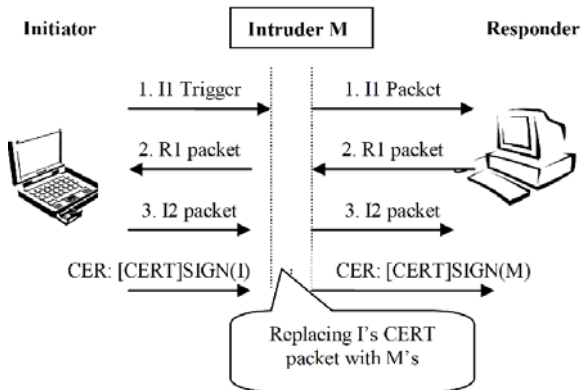 Initiator
Intruder M
Responder
1. I1 Trigger
1. I1 Packet
2. R1 packet
2. R1 packet
3. I2 packet
3. I2 packet
CER: [CERT]SIGN(I)
CER: [CERT]SIGN(M)
Replacing I's CERT
packet with M's